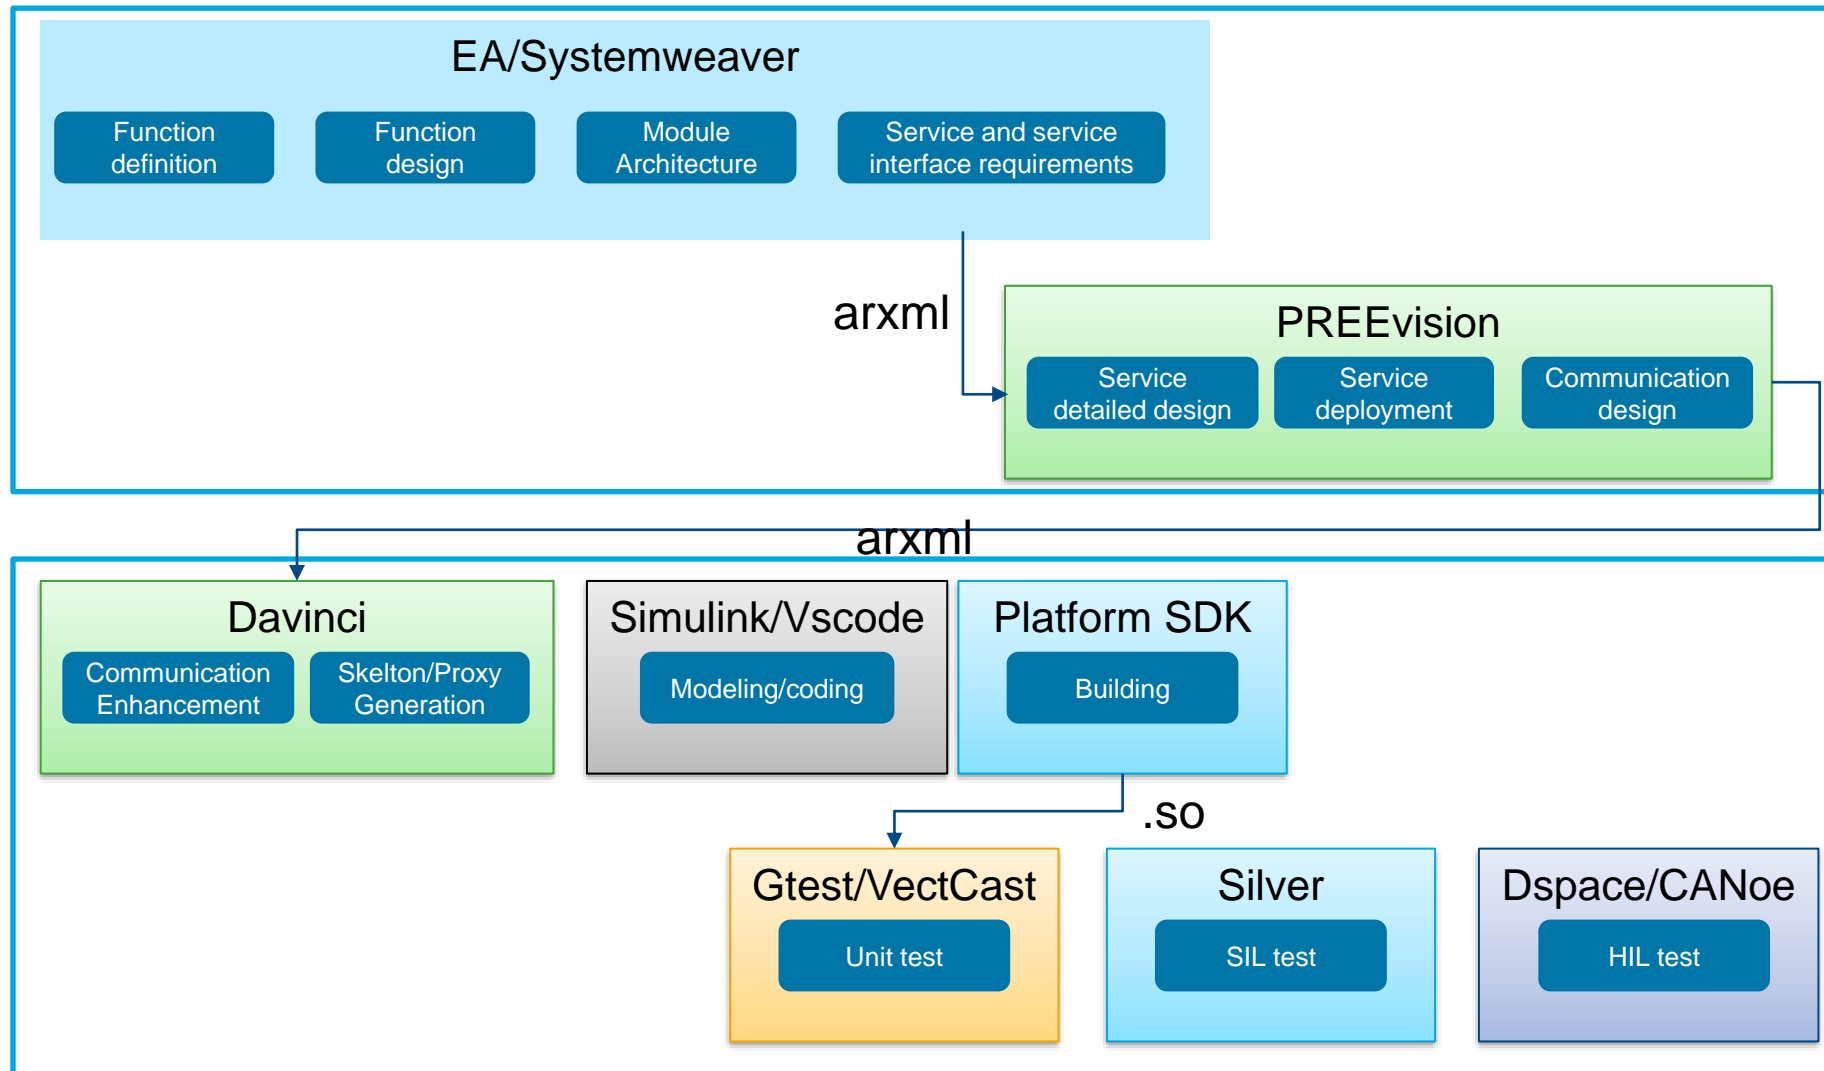 EA/Systemweaver
Function
definition
Function
design
Module
Architecture
Service and service
interface requirements
arxml
PREEvision
Service
detailed design
Service
deployment
Communication
design
arxml
Davinci
Communication
Enhancement
Skelton/Proxy
Generation
Simulink/Vscode
Modeling/coding
Platform SDK
Building
.so
Gtest/VectCast
Unit test
Silver
SIL test
Dspace/CANoe
HIL test